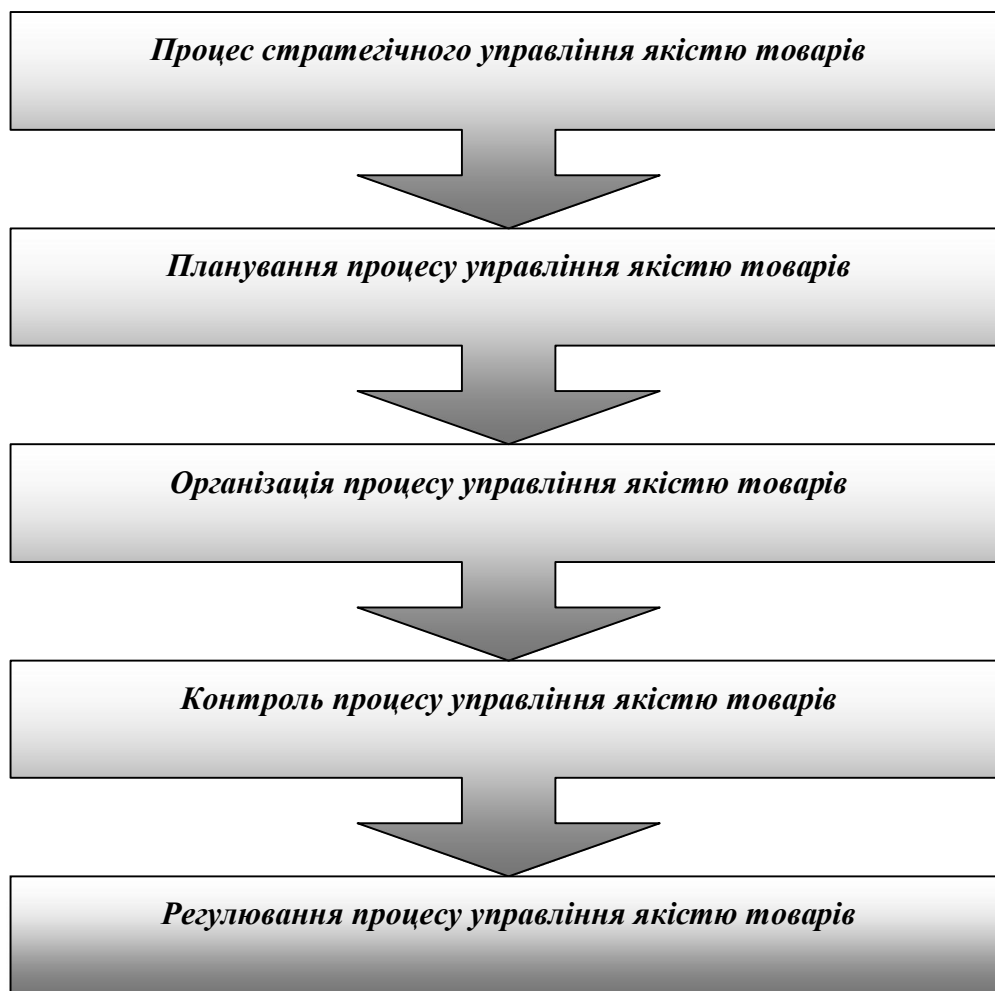 Процес стратегічного управління якістю товарів
Планування процесу управління якістю товарів
Організація процесу управління якістю товарів
Контроль процесу управління якістю товарів
Регулювання процесу управління якістю товарів